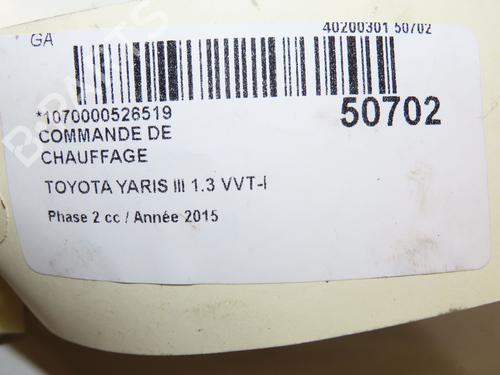 GA
40200301 50702
*1070000526519
50702
COMMANDE DE
CHAUFFAGE
TOYOTA YARIS III 1.3 VVT-I
Phase 2 cc / Année 2015